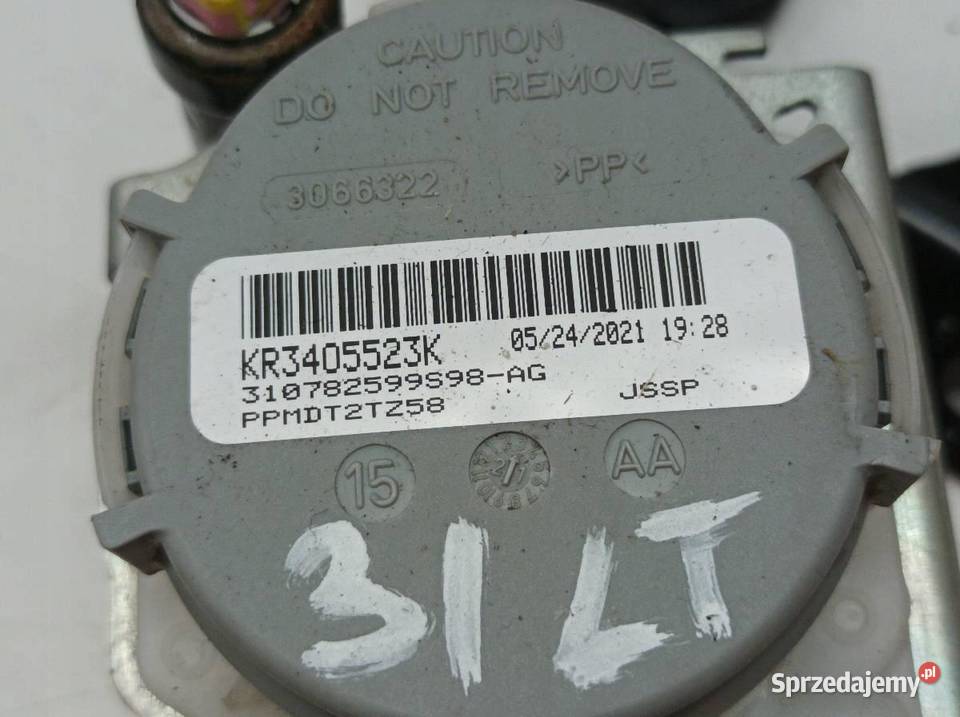 CAUTION
DO NOT REMOVE
3066322 >PP<
KR3405523K 05/24/2021 19:28
310782599S98-AG
PPMDT2TZ58 JSSP
15 AA
31LT
Sprzedajemy.pl